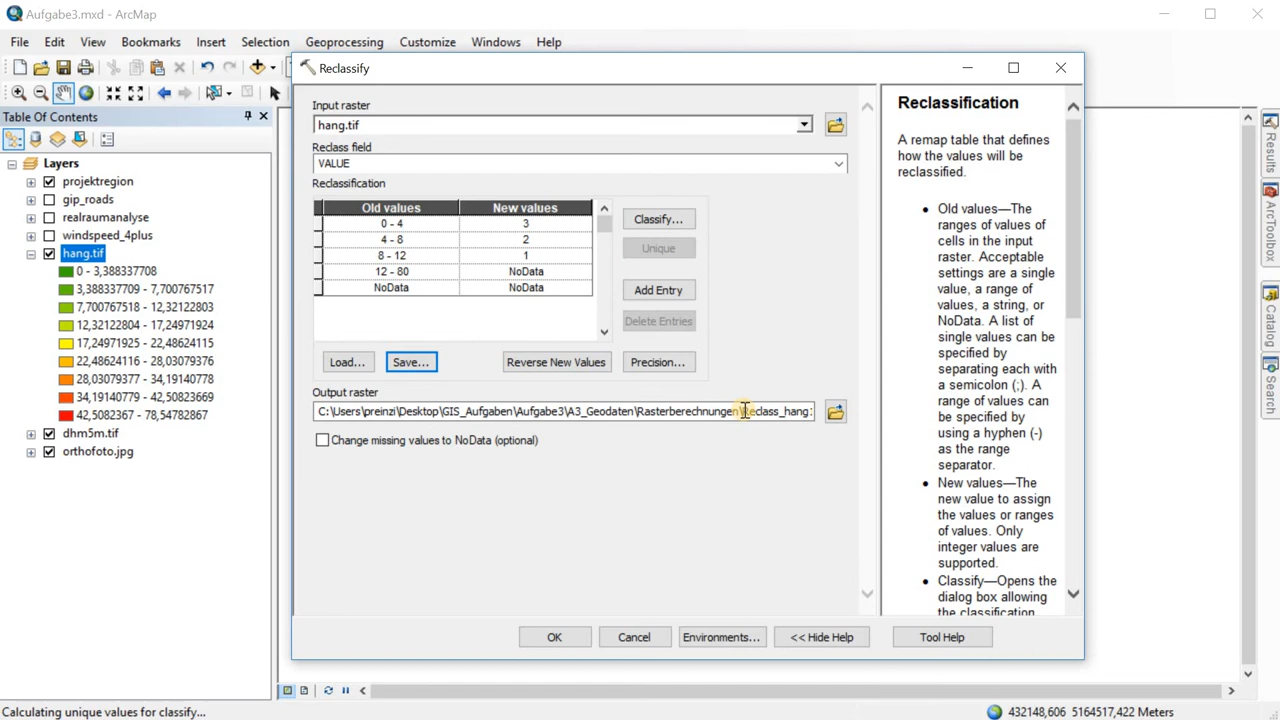 Aufgabe3.mxd - ArcMap
File Edit View Bookmarks Insert Selection Geoprocessing Customize Windows Help
Table Of Contents
Layers
projektregion
gip_roads
realraumanalyse
windspeed_4plus
hang.tif
0 - 3,388337708
3,388337709 - 7,700767517
7,700767518 - 12,32122803
12,32122804 - 17,24971924
17,24971925 - 22,48624115
22,48624116 - 28,03079376
28,03079377 - 34,19140778
34,19140779 - 42,50823669
42,5082367 - 78,54782867
dhm5m.tif
orthofoto.jpg
Reclassify
Input raster
hang.tif
Reclass field
VALUE
Reclassification
Old values New values
0 - 4 3
4 - 8 2
8 - 12 1
12 - 80 NoData
NoData NoData
Classify...
Unique
Add Entry
Delete Entries
Load... Save... Reverse New Values Precision...
Output raster
C:\Users\preinzi\Desktop\GIS_Aufgaben\Aufgabe3\A3_Geodaten\Rasterberechnungen\Reclass_hang
Change missing values to NoData (optional)
OK Cancel Environments... << Hide Help Tool Help
Reclassification
A remap table that defines
how the values will be
reclassified.
Old values—The
ranges of values of
cells in the input
raster. Acceptable
settings are a single
value, a range of
values, a string, or
NoData. A list of
single values can be
specified by
separating each with
a semicolon (;). A
range of values can
be specified by
using a hyphen (-)
as the range
separator.
New values—The
new value to assign
the values or ranges
of values. Only
integer values are
supported.
Classify—Opens the
dialog box allowing
the classification
Results
ArcToolbox
Catalog
Search
Calculating unique values for classify...
432148,606 5164517,422 Meters